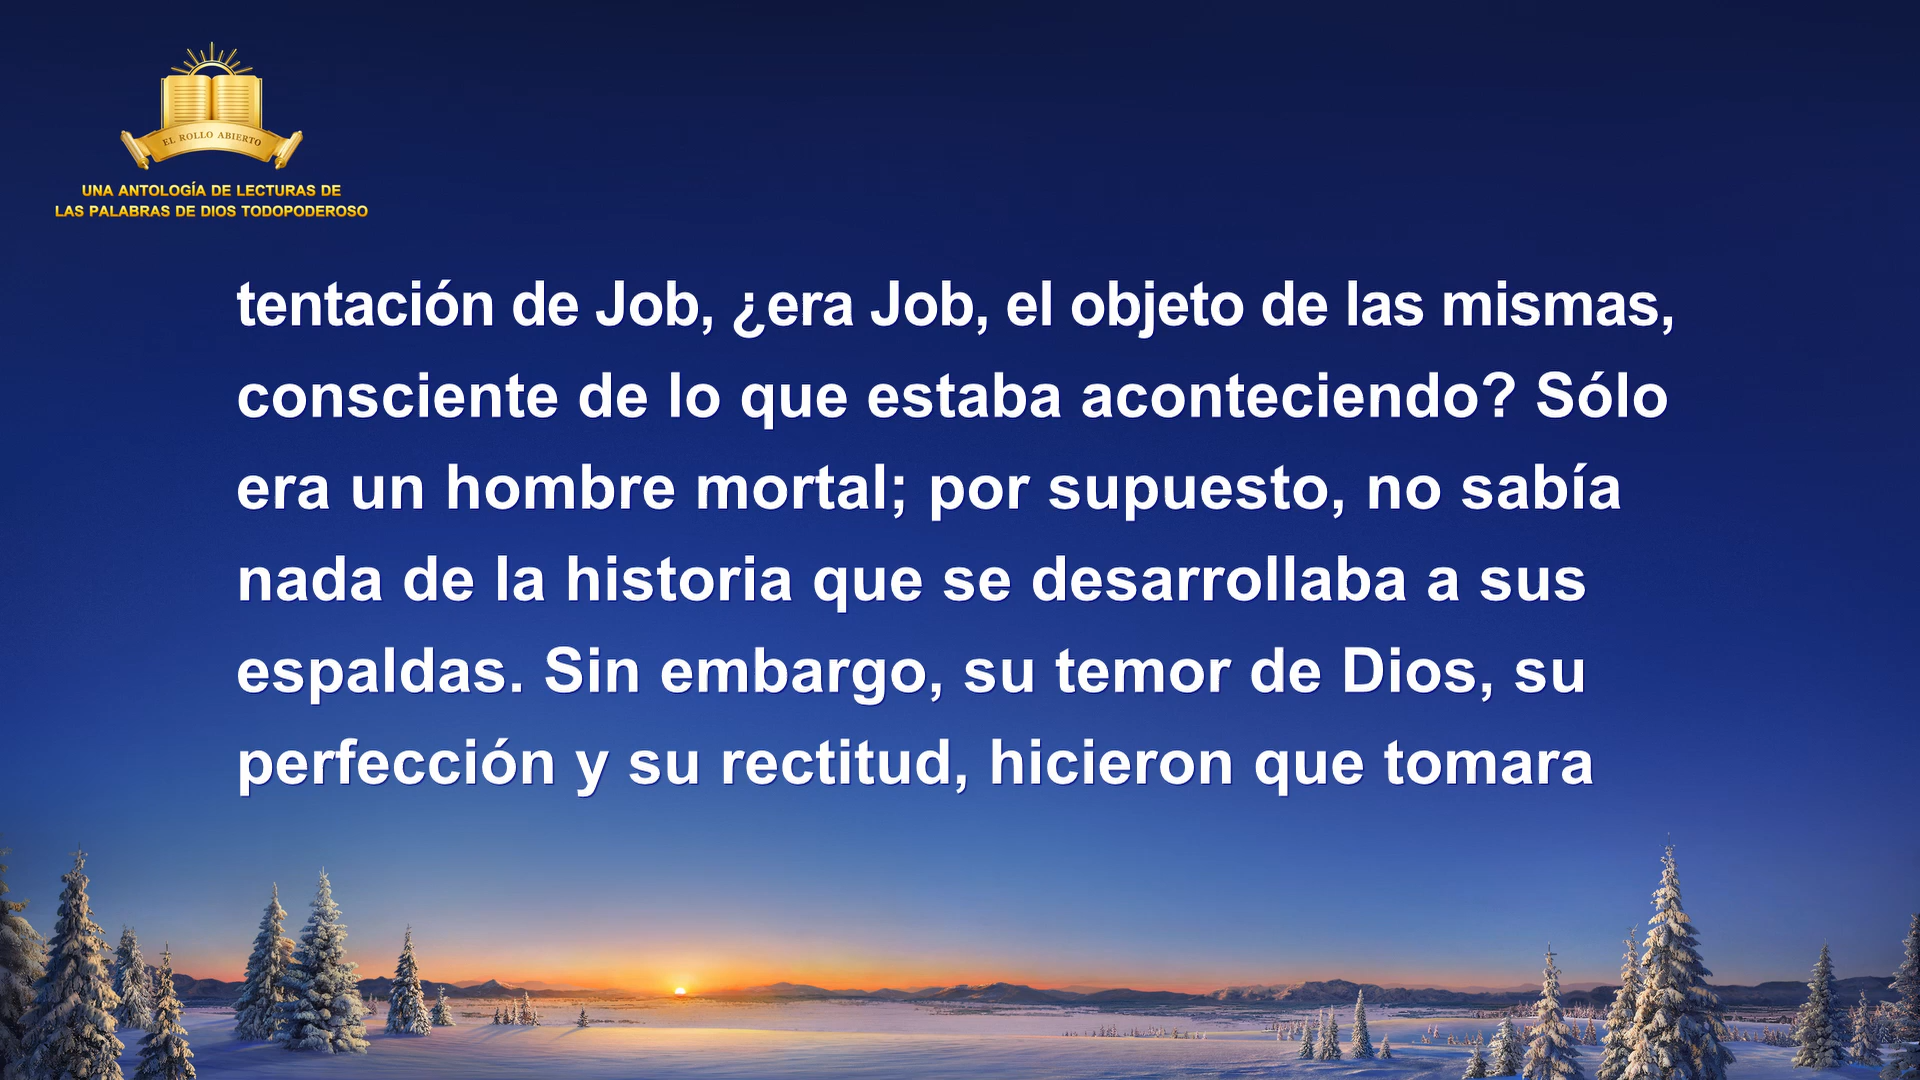 EL ROLLO ABIERTO
UNA ANTOLOGÍA DE LECTURAS DE
LAS PALABRAS DE DIOS TODOPODEROSO
tentación de Job, ¿era Job, el objeto de las mismas,
consciente de lo que estaba aconteciendo? Sólo
era un hombre mortal; por supuesto, no sabía
nada de la historia que se desarrollaba a sus
espaldas. Sin embargo, su temor de Dios, su
perfección y su rectitud, hicieron que tomara